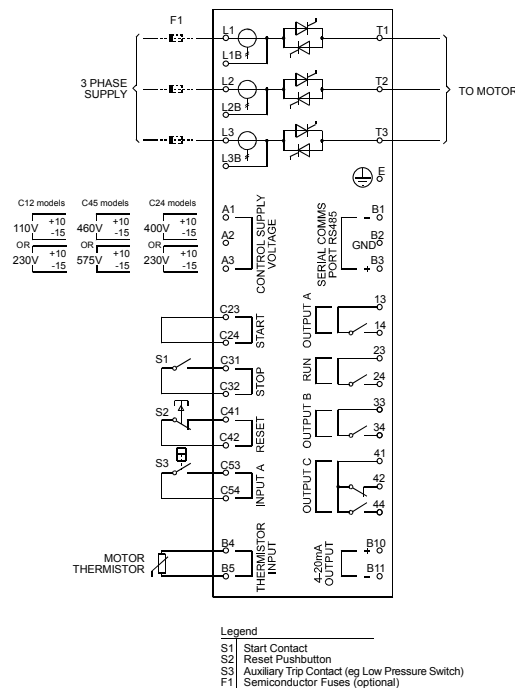 F1
L1
T1
L1B
3 PHASE
SUPPLY
L2
T2
TO MOTOR
L2B
L3
T3
L3B
E
C12 models
C45 models
C24 models
110V +10 -15
460V +10 -15
400V +10 -15
OR
OR
OR
230V +10 -15
575V +10 -15
230V +10 -15
A1
A2
A3
CONTROL SUPPLY
VOLTAGE
SERIAL COMMS
PORT RS485
- B1
B2
GND
+ B3
C23
C24
START
S1
C31
C32
STOP
S2
C41
C42
RESET
S3
C53
C54
INPUT A
OUTPUT A
13
14
RUN
23
24
OUTPUT B
33
34
OUTPUT C
41
42
44
MOTOR
THERMISTOR
B4
B5
THERMISTOR
INPUT
4-20mA
OUTPUT
+ B10
- B11
Legend
S1 Start Contact
S2 Reset Pushbutton
S3 Auxiliary Trip Contact (eg Low Pressure Switch)
F1 Semiconductor Fuses (optional)